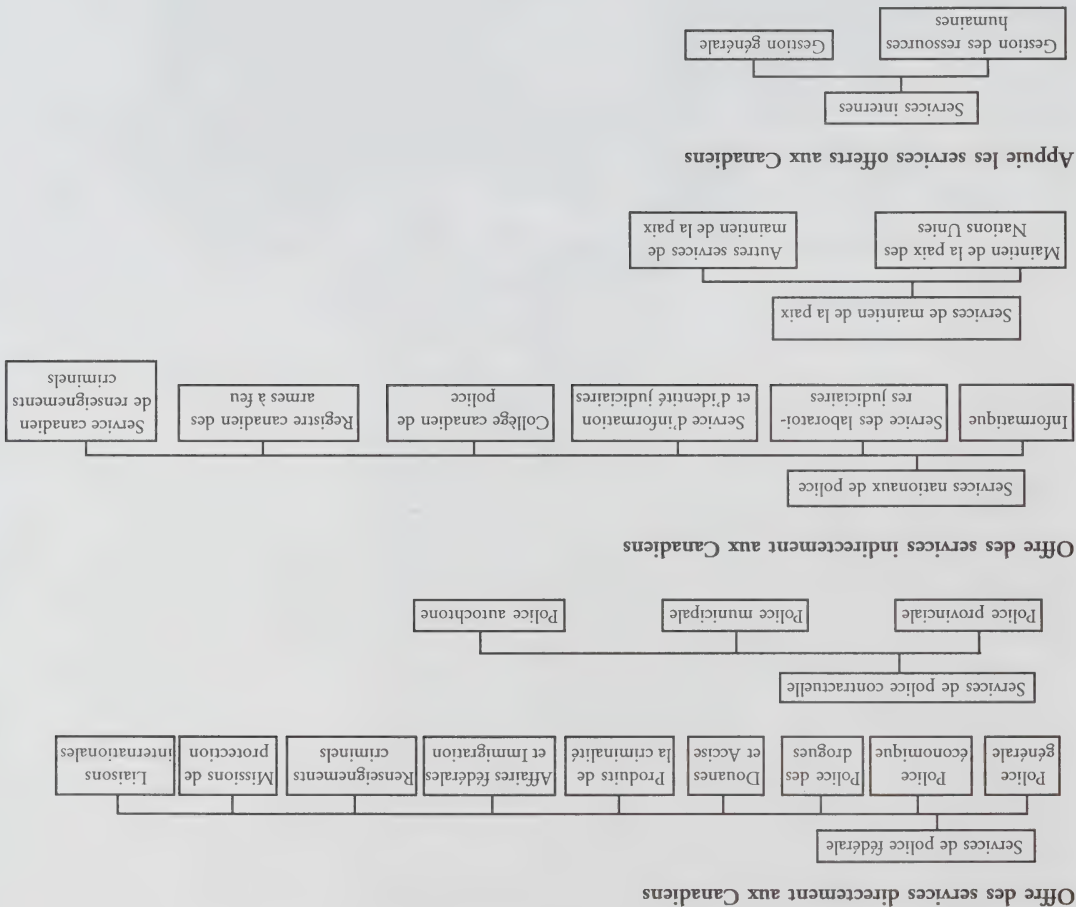 Offre des services directement aux Canadiens
Services de police fédérale
Police
générale
Police
économique
Police des
drogues
Douanes
et Accise
Produits de
la criminalité
Affaires fédérales
et Immigration
Renseignements
criminels
Missions de
protection
Liaisons
internationales
Services de police contractuelle
Police provinciale
Police municipale
Police autochtone
Offre des services indirectement aux Canadiens
Services nationaux de police
Informatique
Service des laboratoi-
res judiciaires
Service d'information
et d'identité judiciaires
Collège canadien de
police
Registre canadien des
armes à feu
Service canadien
de renseignements
criminels
Services de maintien de la paix
Maintien de la paix des
Nations Unies
Autres services de
maintien de la paix
Appuie les services offerts aux Canadiens
Services internes
Gestion des ressources
humaines
Gestion générale